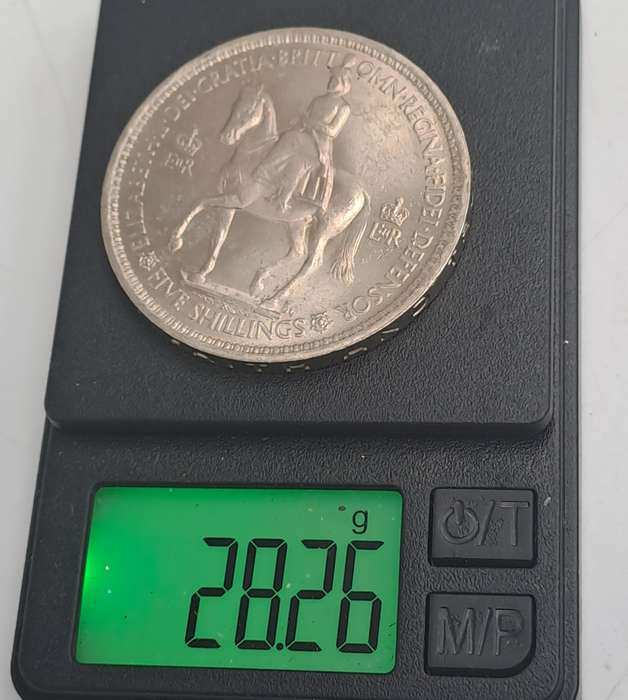 ELIZABETH·II·DEI·GRATIA·BRITT·OMN·REGINA·FIDEI·DEFENSOR
FIVE SHILLINGS
E R
E R
g
28.26
/T
M/P